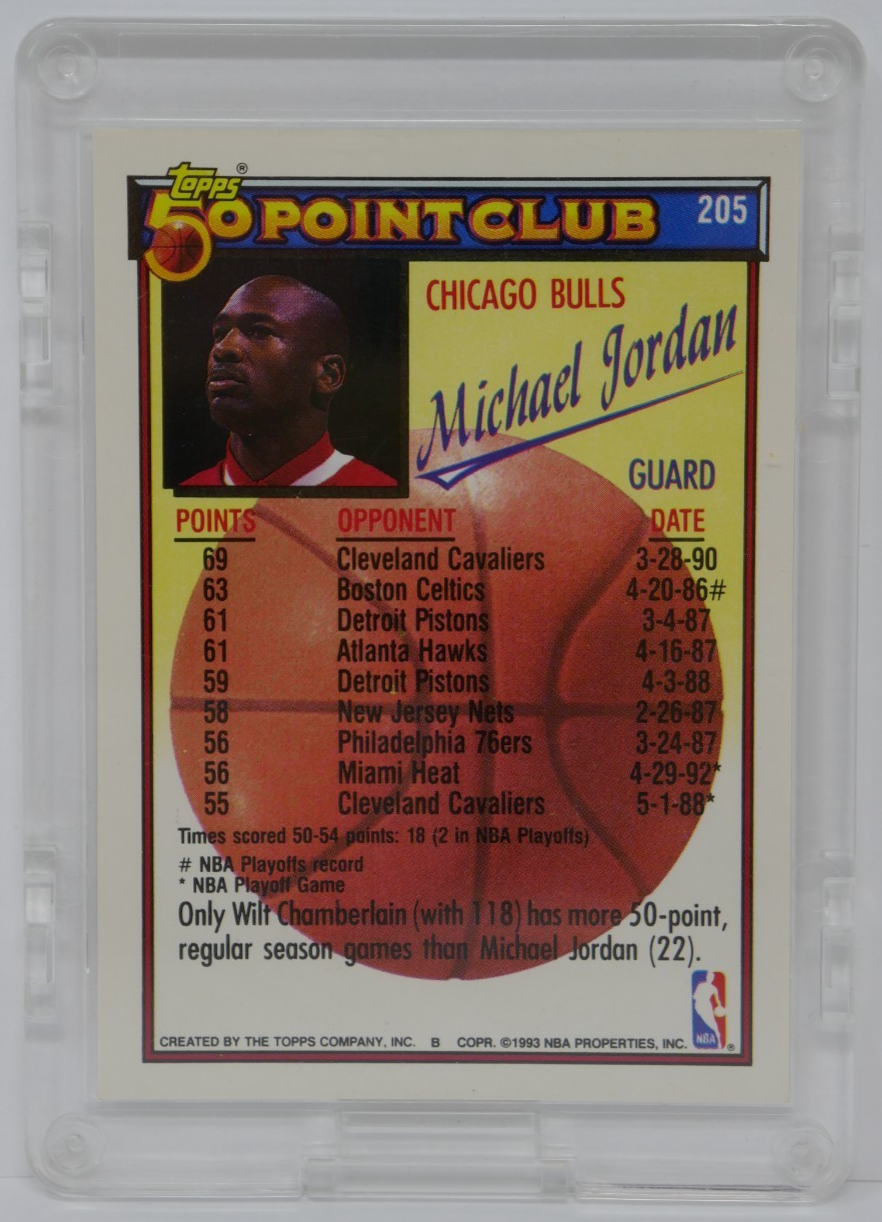 TOPPS®
50 POINT CLUB 205
CHICAGO BULLS
Michael Jordan
GUARD
POINTS OPPONENT DATE
69 Cleveland Cavaliers 3-28-90
63 Boston Celtics 4-20-86#
61 Detroit Pistons 3-4-87
61 Atlanta Hawks 4-16-87
59 Detroit Pistons 4-3-88
58 New Jersey Nets 2-26-87
56 Philadelphia 76ers 3-24-87
56 Miami Heat 4-29-92*
55 Cleveland Cavaliers 5-1-88*
Times scored 50-54 points: 18 (2 in NBA Playoffs)
# NBA Playoffs record
* NBA Playoff Game
Only Wilt Chamberlain (with 118) has more 50-point,
regular season games than Michael Jordan (22).
NBA ®
CREATED BY THE TOPPS COMPANY, INC. B COPR. ©1993 NBA PROPERTIES, INC.